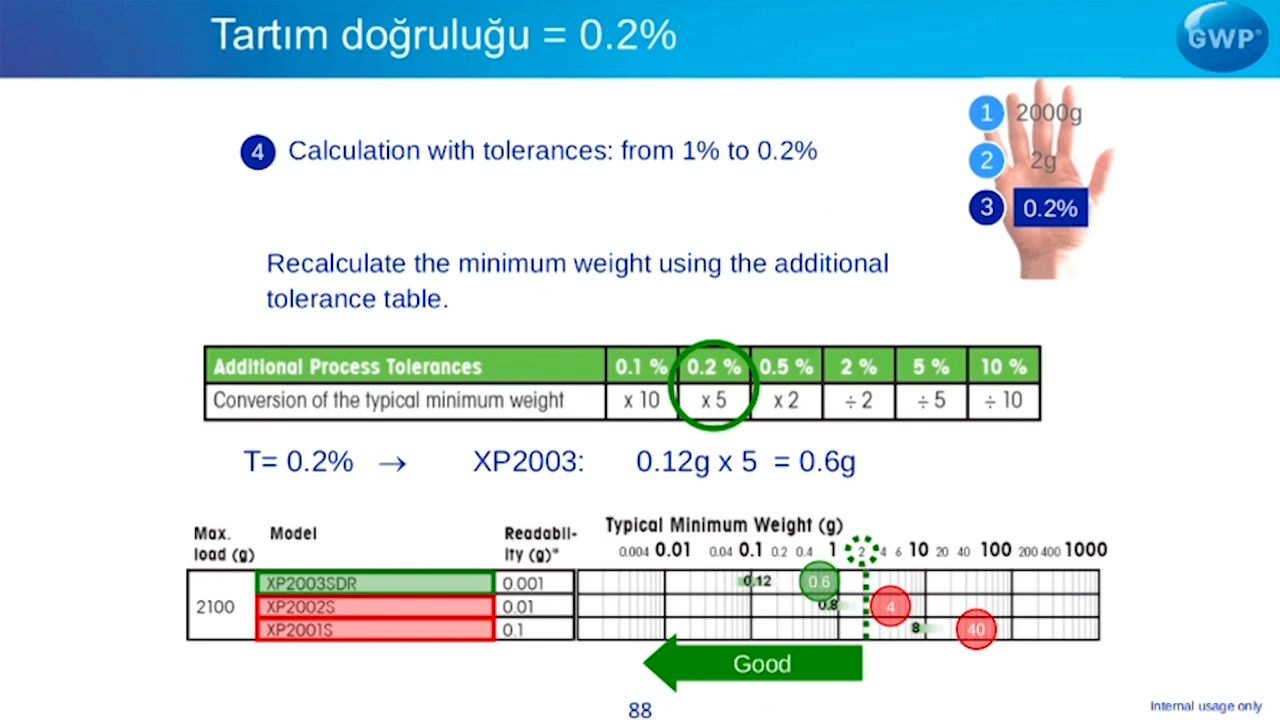 Tartım doğruluğu = 0.2%
GWP®
1 2000g
4 Calculation with tolerances: from 1% to 0.2%
2 2g
3 0.2%
Recalculate the minimum weight using the additional
tolerance table.
Additional Process Tolerances 0.1 % 0.2 % 0.5 % 2 % 5 % 10 %
Conversion of the typical minimum weight x 10 x 5 x 2 ÷ 2 ÷ 5 ÷ 10
T= 0.2% → XP2003: 0.12g x 5 = 0.6g
Max. Model Readabil- Typical Minimum Weight (g)
load (g) ity (g)* 0.004 0.01 0.04 0.1 0.2 0.4 1 2 4 6 10 20 40 100 200 400 1000
XP2003SDR 0.001 0.12 0.6
2100 XP2002S 0.01 0.8 4
XP2001S 0.1 8 40
Good
88
Internal usage only